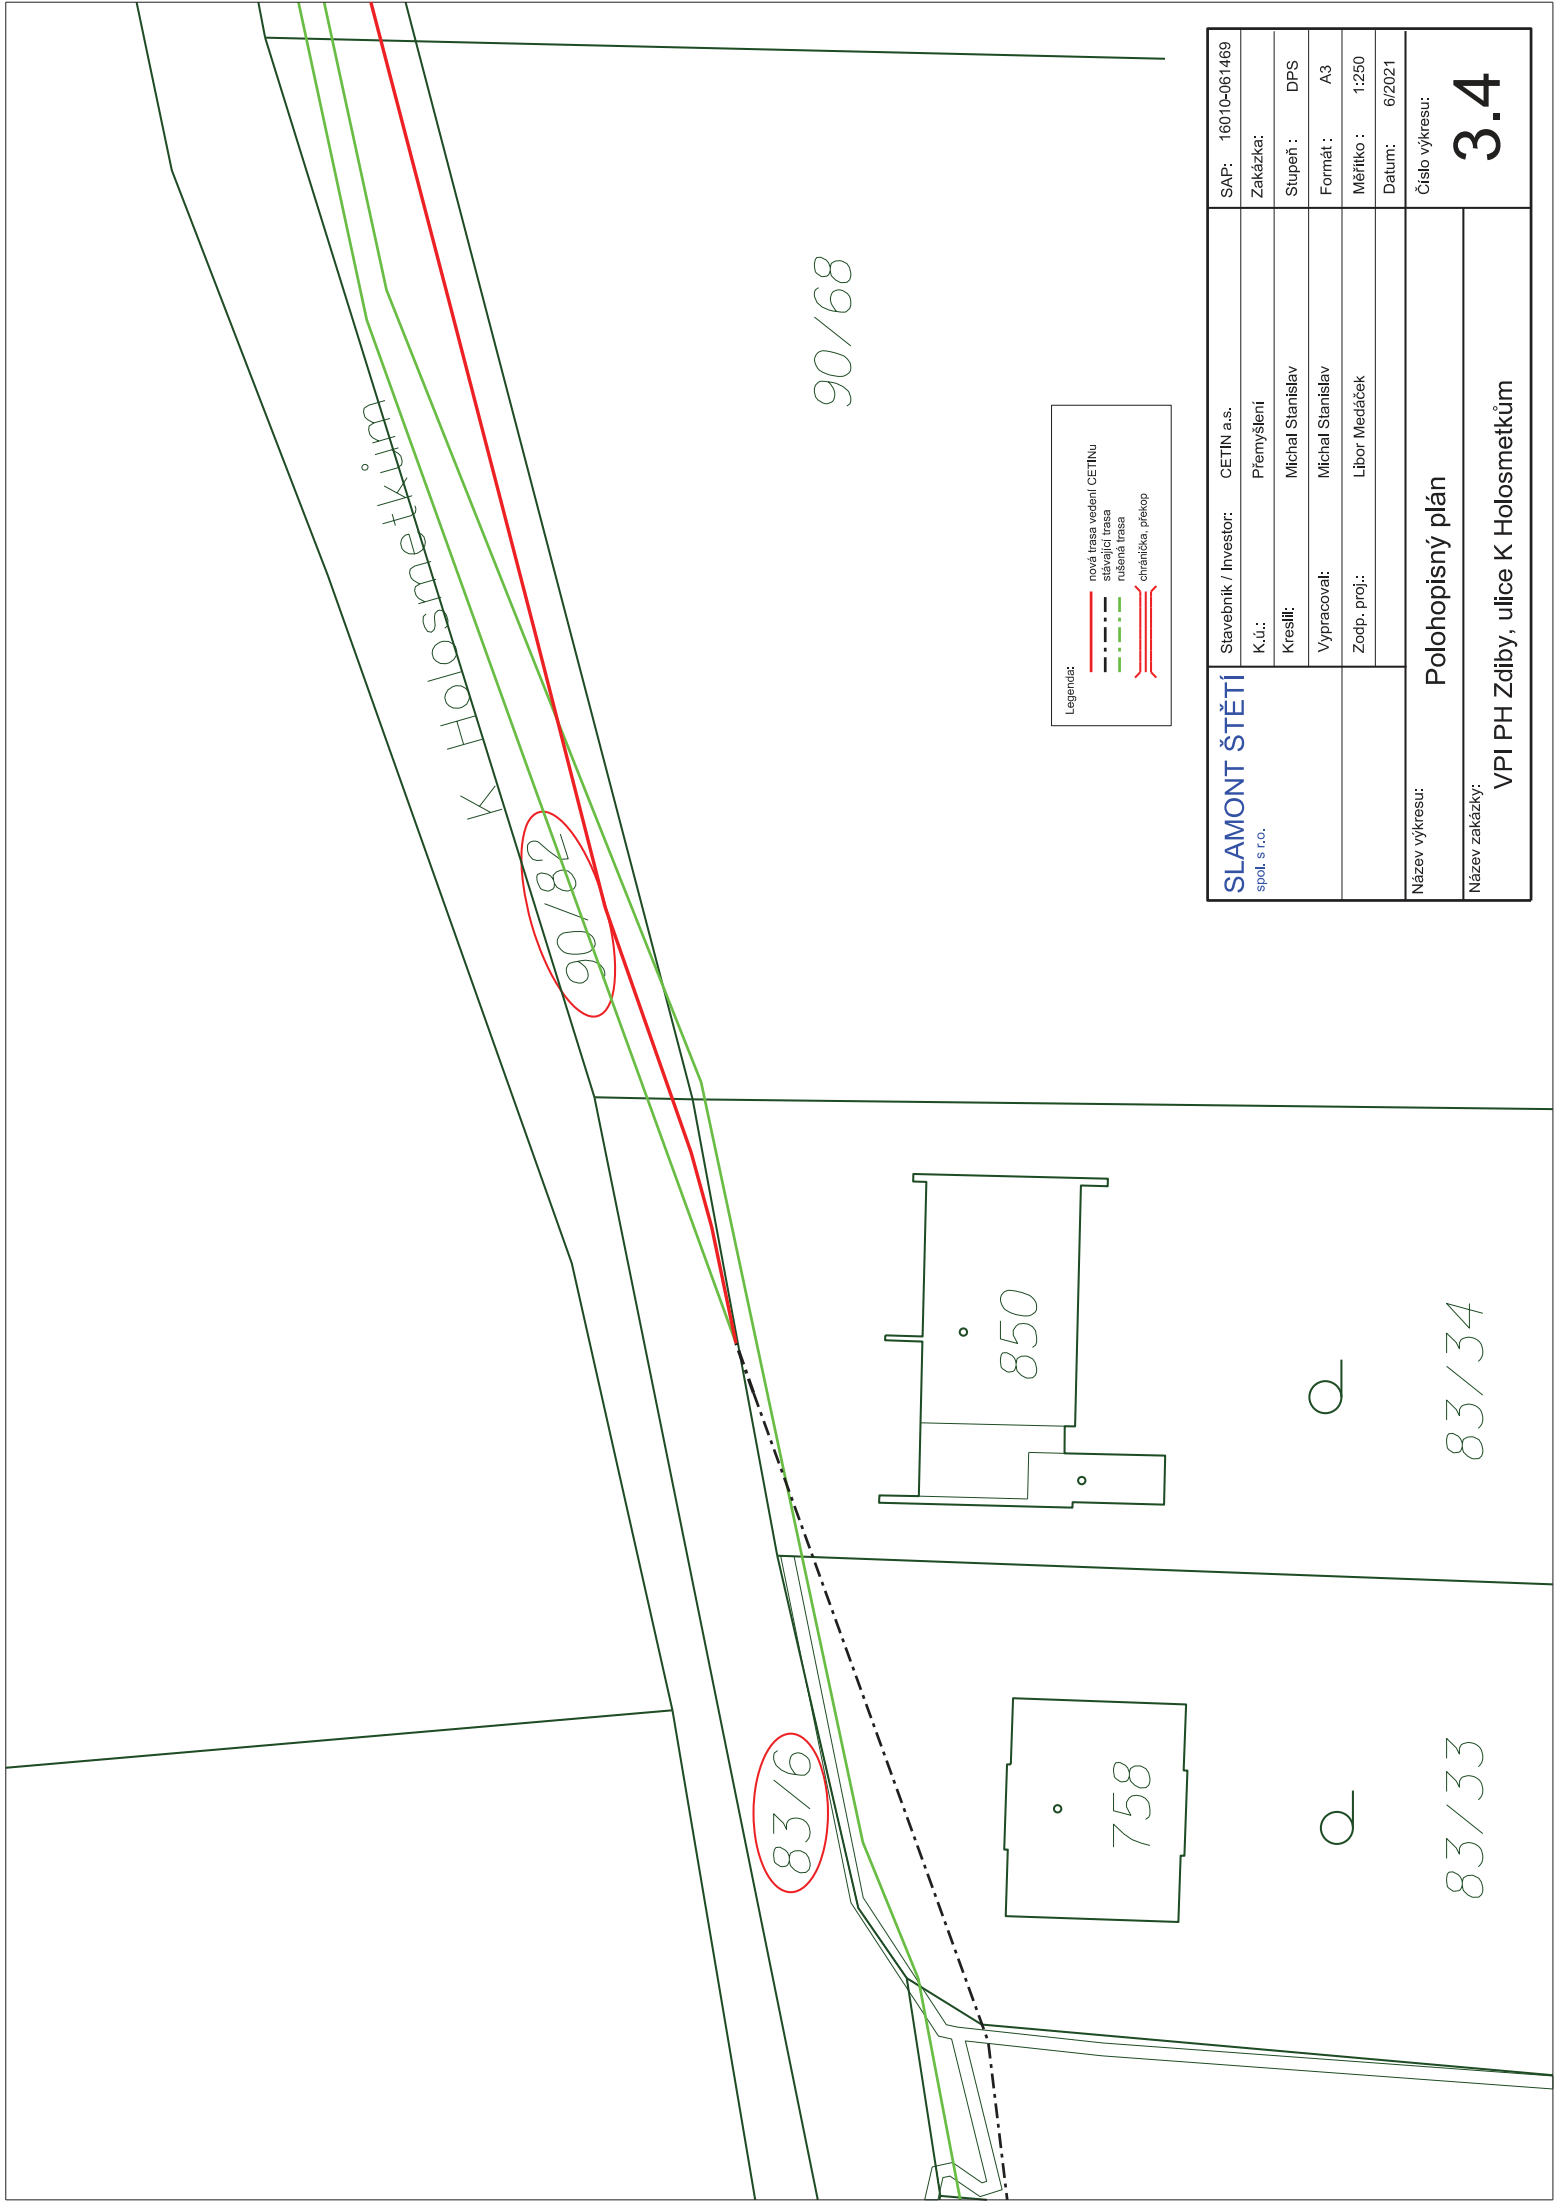 K Holosmetkům
90/82
90/68
83/6
850
758
83/34
83/33
Legenda:
nová trasa vedení CETINu
stávající trasa
rušená trasa
chránička, překop
SLAMONT ŠTĚTÍ
spol. s r.o.
Stavebník / Investor: CETIN a.s.
K.ú.: Přemyšlení
Kreslil: Michal Stanislav
Vypracoval: Michal Stanislav
Zodp. proj.: Libor Medáček
SAP: 16010-061469
Zakázka:
Stupeň : DPS
Formát : A3
Měřítko : 1:250
Datum: 6/2021
Název výkresu:
Polohopisný plán
Číslo výkresu:
3.4
Název zakázky:
VPI PH Zdiby, ulice K Holosmetkům